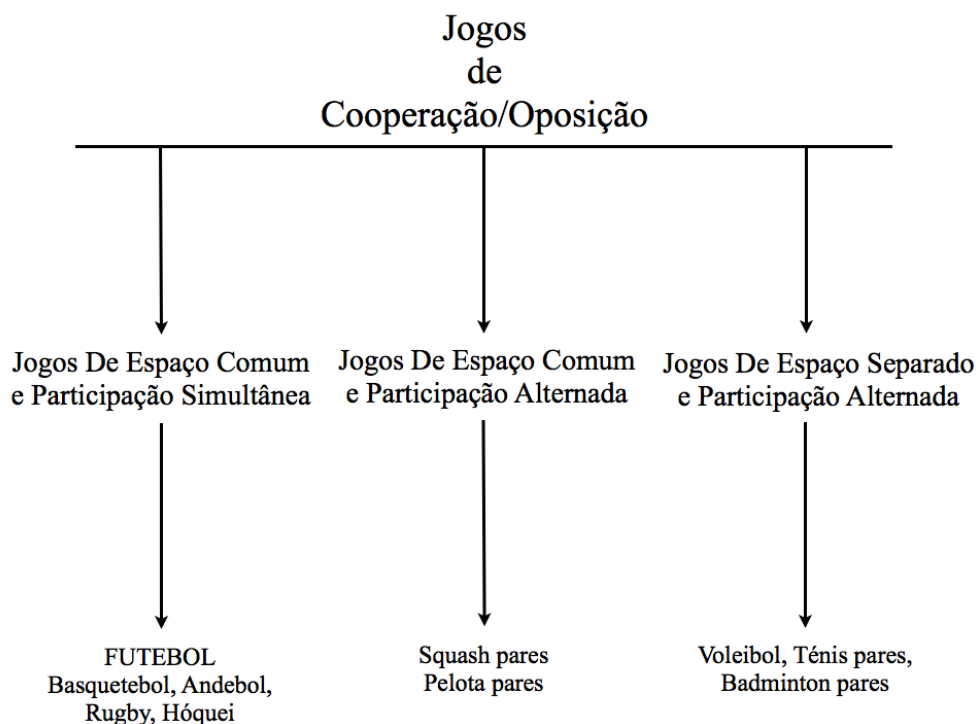 Jogos
de
Cooperação/Oposição
Jogos De Espaço Comum
e Participação Simultânea
Jogos De Espaço Comum
e Participação Alternada
Jogos De Espaço Separado
e Participação Alternada
FUTEBOL
Basquetebol, Andebol,
Rugby, Hóquei
Squash pares
Pelota pares
Voleibol, Ténis pares,
Badminton pares